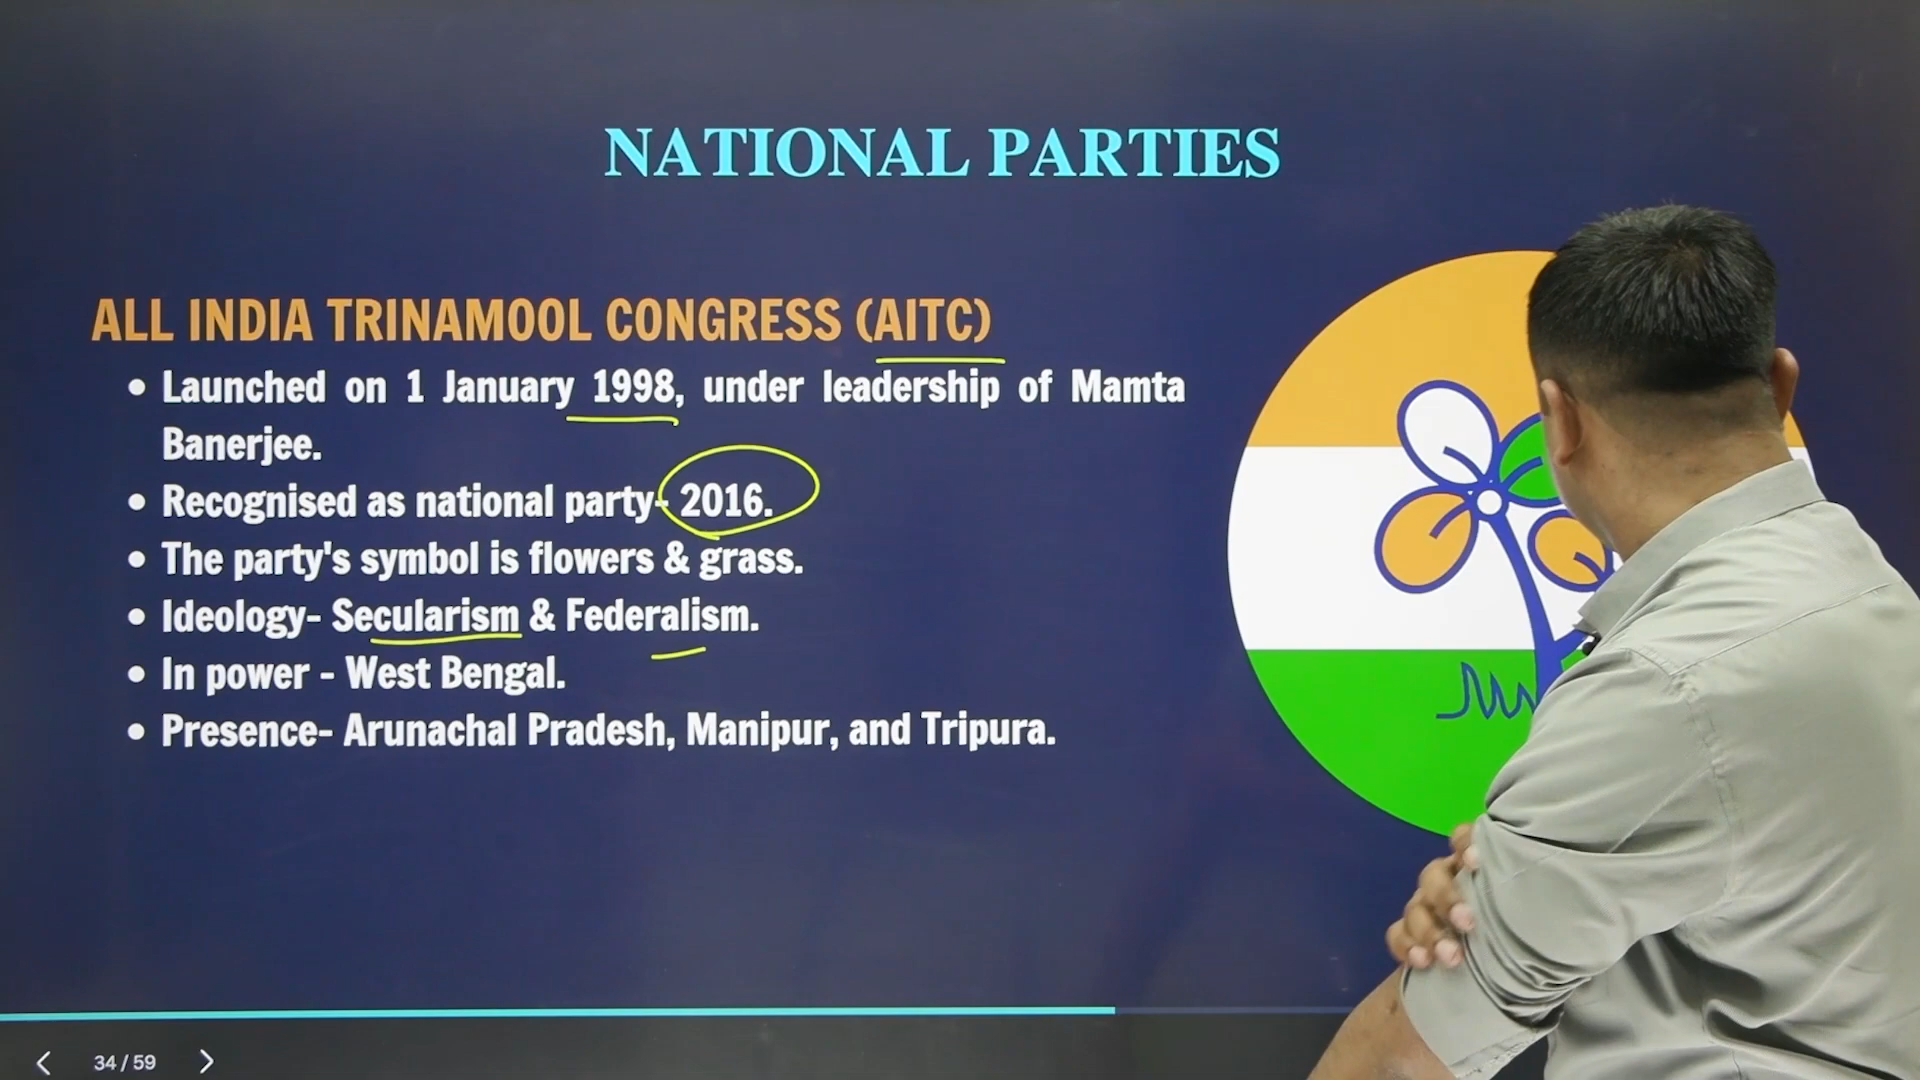 NATIONAL PARTIES
ALL INDIA TRINAMOOL CONGRESS (AITC)
• Launched on 1 January 1998, under leadership of Mamta
Banerjee.
• Recognised as national party- 2016.
• The party's symbol is flowers & grass.
• Ideology- Secularism & Federalism.
• In power - West Bengal.
• Presence- Arunachal Pradesh, Manipur, and Tripura.
34 / 59